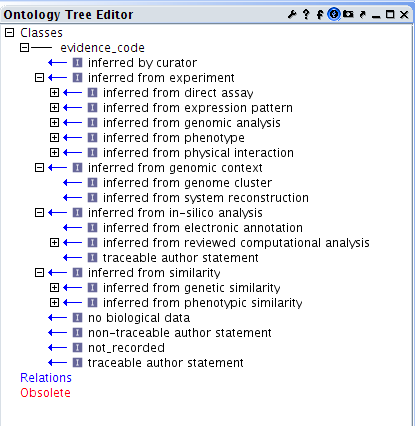 Ontology Tree Editor
Classes
evidence_code
inferred by curator
inferred from experiment
inferred from direct assay
inferred from expression pattern
inferred from genomic analysis
inferred from phenotype
inferred from physical interaction
inferred from genomic context
inferred from genome cluster
inferred from system reconstruction
inferred from in-silico analysis
inferred from electronic annotation
inferred from reviewed computational analysis
traceable author statement
inferred from similarity
inferred from genetic similarity
inferred from phenotypic similarity
no biological data
non-traceable author statement
not_recorded
traceable author statement
Relations
Obsolete